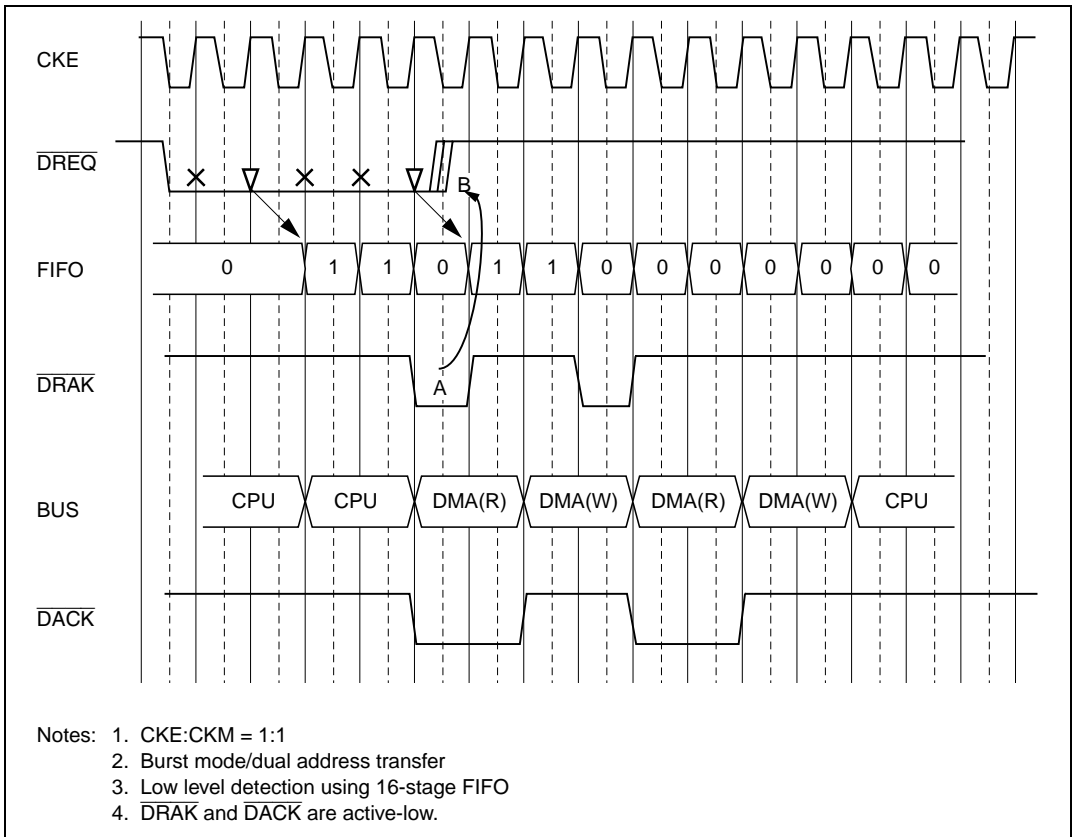 CKE
DREQ
B
FIFO
0 1 1 0 1 1 0 0 0 0 0 0 0
DRAK
A
BUS
CPU CPU DMA(R) DMA(W) DMA(R) DMA(W) CPU
DACK
Notes: 1. CKE:CKM = 1:1
2. Burst mode/dual address transfer
3. Low level detection using 16-stage FIFO
4. DRAK and DACK are active-low.